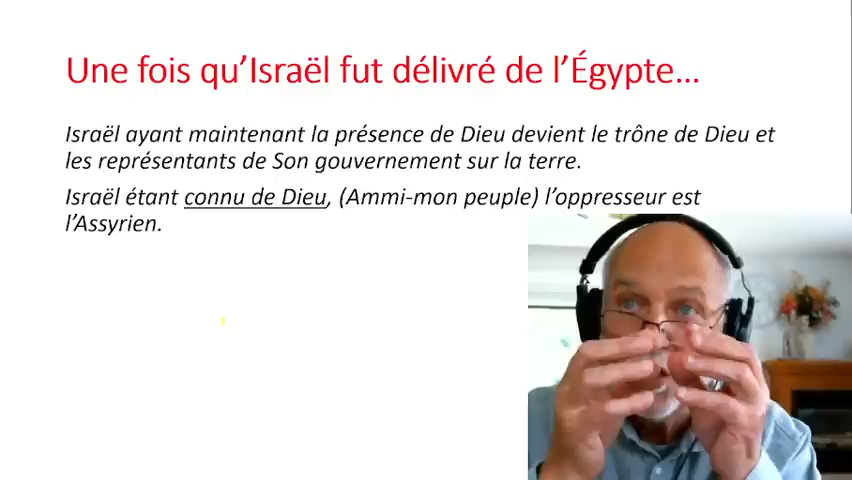 Une fois qu’Israël fut délivré de l’Égypte…
Israël ayant maintenant la présence de Dieu devient le trône de Dieu et
les représentants de Son gouvernement sur la terre.
Israël étant connu de Dieu, (Ammi-mon peuple) l’oppresseur est
l’Assyrien.